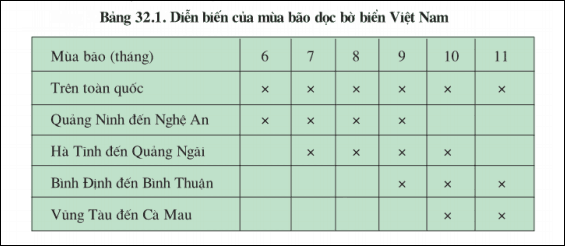 Bảng 32.1. Diễn biến của mùa bão dọc bờ biển Việt Nam
Mùa bão (tháng) 6 7 8 9 10 11
Trên toàn quốc × × × × × ×
Quảng Ninh đến Nghệ An × × × ×
Hà Tĩnh đến Quảng Ngãi × × × ×
Bình Định đến Bình Thuận × × ×
Vũng Tàu đến Cà Mau × ×